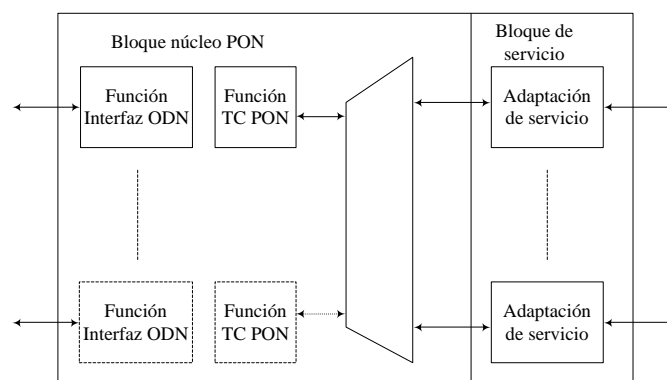 Bloque núcleo PON
Bloque de
servicio
Función
Interfaz ODN
Función
TC PON
Adaptación
de servicio
Función
Interfaz ODN
Función
TC PON
Adaptación
de servicio